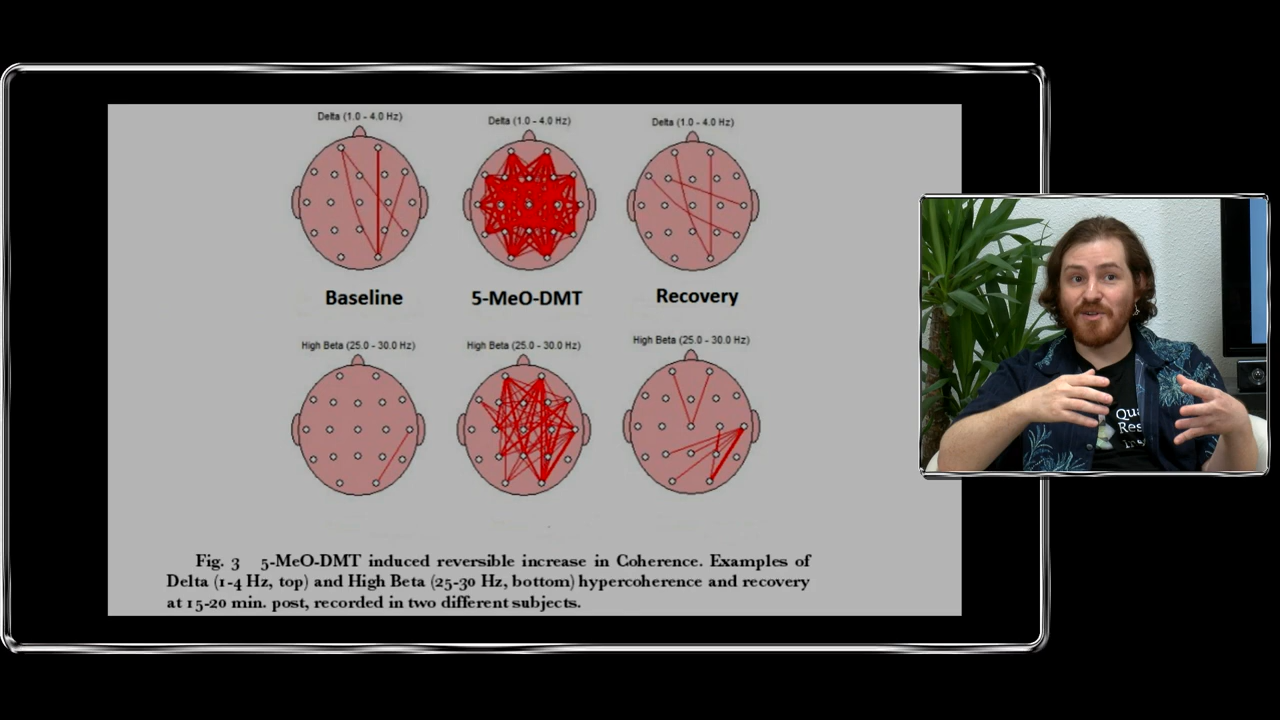 Delta (1.0 - 4.0 Hz)
Delta (1.0 - 4.0 Hz)
Delta (1.0 - 4.0 Hz)
Baseline
5-MeO-DMT
Recovery
High Beta (25.0 - 30.0 Hz)
High Beta (25.0 - 30.0 Hz)
High Beta (25.0 - 30.0 Hz)
Fig. 3 5-MeO-DMT induced reversible increase in Coherence. Examples of
Delta (1-4 Hz, top) and High Beta (25-30 Hz, bottom) hypercoherence and recovery
at 15-20 min. post, recorded in two different subjects.
Qua
Res